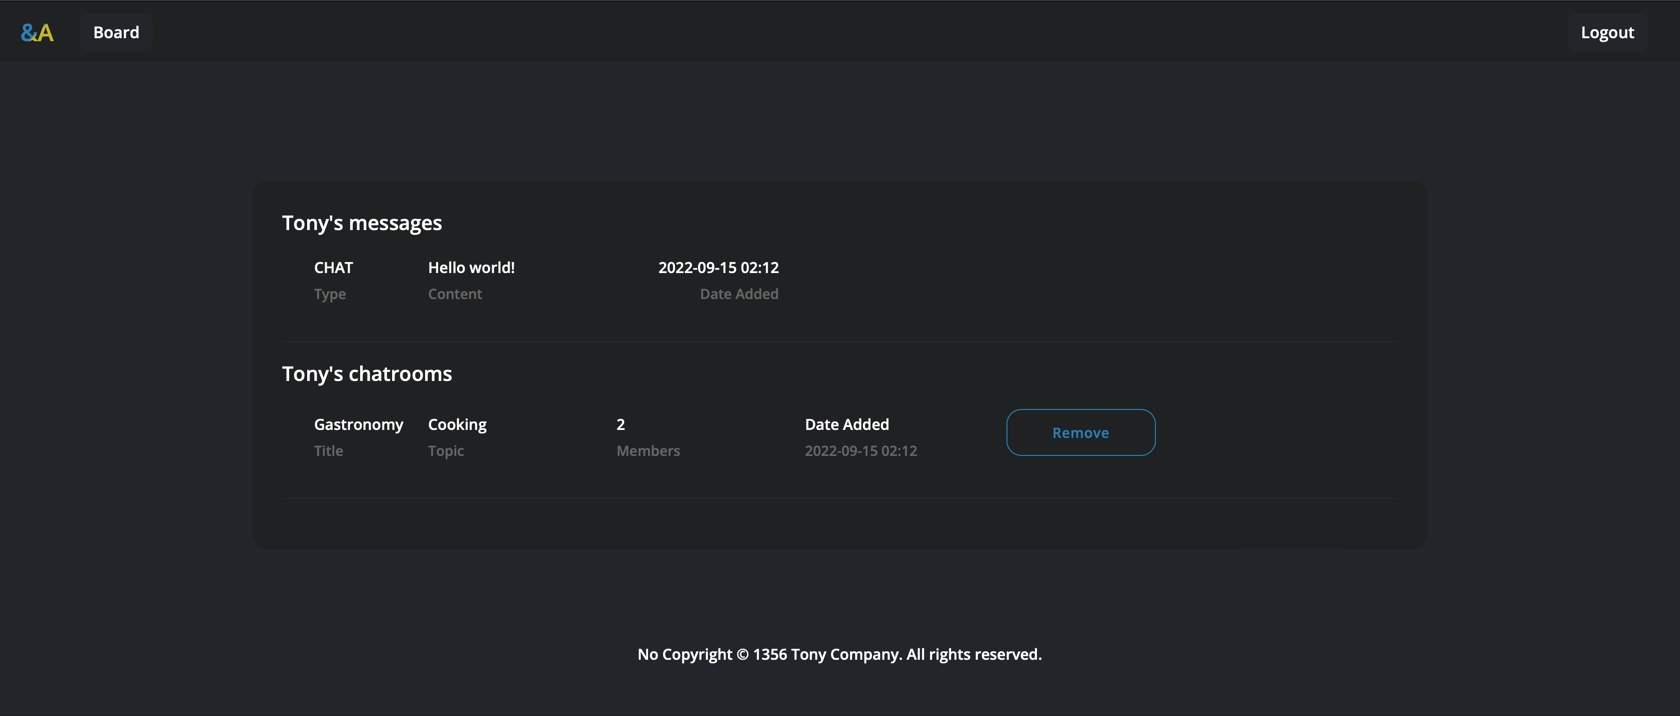 &A Board Logout
Tony's messages
CHAT Hello world! 2022-09-15 02:12
Type Content Date Added
Tony's chatrooms
Gastronomy Cooking 2 Date Added
Title Topic Members 2022-09-15 02:12
Remove
No Copyright © 1356 Tony Company. All rights reserved.